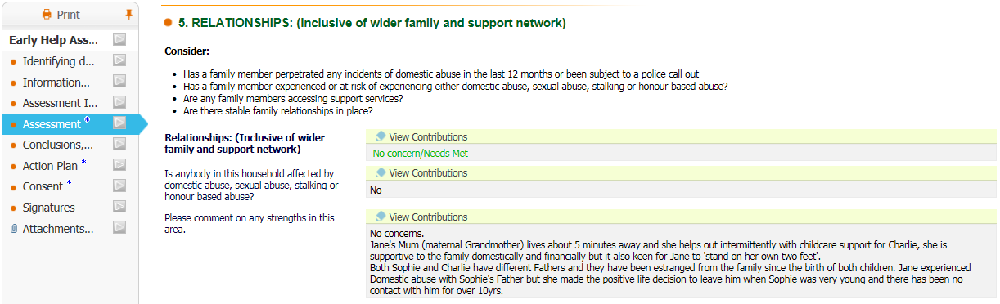 Print
Early Help Ass...
Identifying d...
Information...
Assessment I...
Assessment *
Conclusions,...
Action Plan *
Consent *
Signatures
Attachments...
5. RELATIONSHIPS: (Inclusive of wider family and support network)
Consider:
• Has a family member perpetrated any incidents of domestic abuse in the last 12 months or been subject to a police call out
• Has a family member experienced or at risk of experiencing either domestic abuse, sexual abuse, stalking or honour based abuse?
• Are any family members accessing support services?
• Are there stable family relationships in place?
Relationships: (Inclusive of wider
family and support network)
View Contributions
No concern/Needs Met
Is anybody in this household affected by
domestic abuse, sexual abuse, stalking or
honour based abuse?
View Contributions
No
Please comment on any strengths in this
area.
View Contributions
No concerns.
Jane's Mum (maternal Grandmother) lives about 5 minutes away and she helps out intermittently with childcare support for Charlie, she is
supportive to the family domestically and financially but it also keen for Jane to 'stand on her own two feet'.
Both Sophie and Charlie have different Fathers and they have been estranged from the family since the birth of both children. Jane experienced
Domestic abuse with Sophie's Father but she made the positive life decision to leave him when Sophie was very young and there has been no
contact with him for over 10yrs.